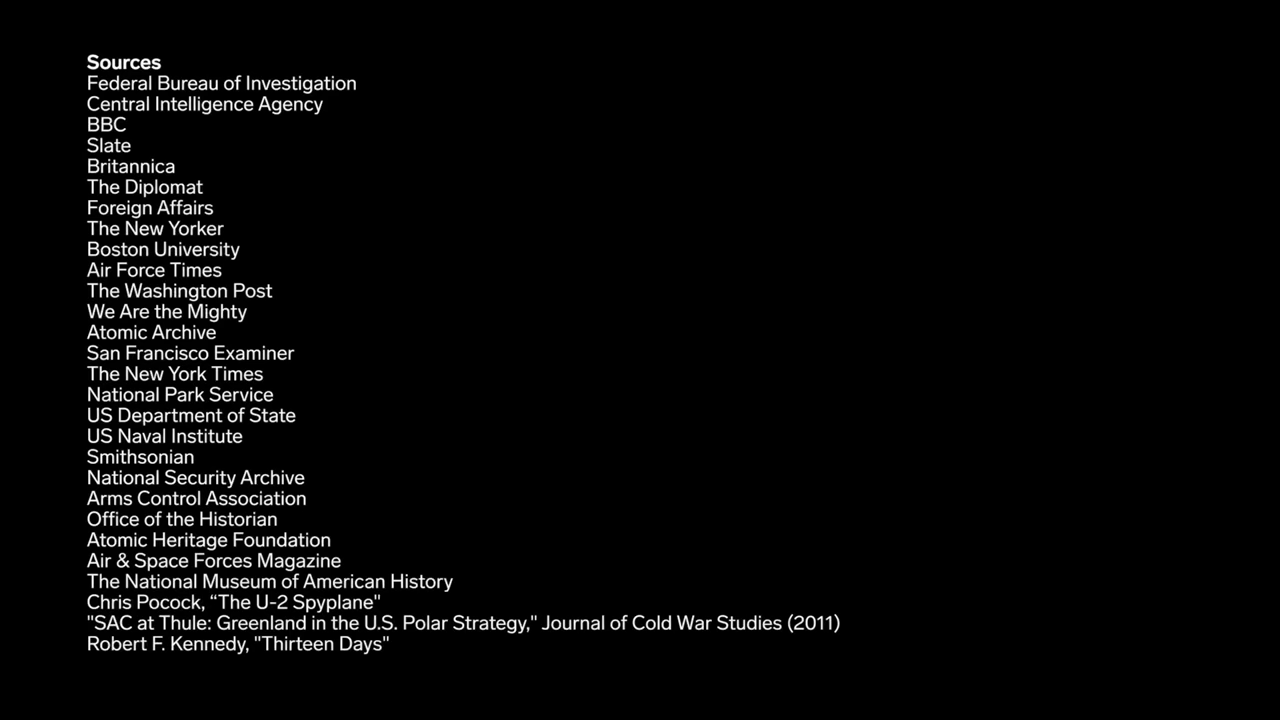 Sources
Federal Bureau of Investigation
Central Intelligence Agency
BBC
Slate
Britannica
The Diplomat
Foreign Affairs
The New Yorker
Boston University
Air Force Times
The Washington Post
We Are the Mighty
Atomic Archive
San Francisco Examiner
The New York Times
National Park Service
US Department of State
US Naval Institute
Smithsonian
National Security Archive
Arms Control Association
Office of the Historian
Atomic Heritage Foundation
Air & Space Forces Magazine
The National Museum of American History
Chris Pocock, “The U-2 Spyplane"
"SAC at Thule: Greenland in the U.S. Polar Strategy," Journal of Cold War Studies (2011)
Robert F. Kennedy, "Thirteen Days"